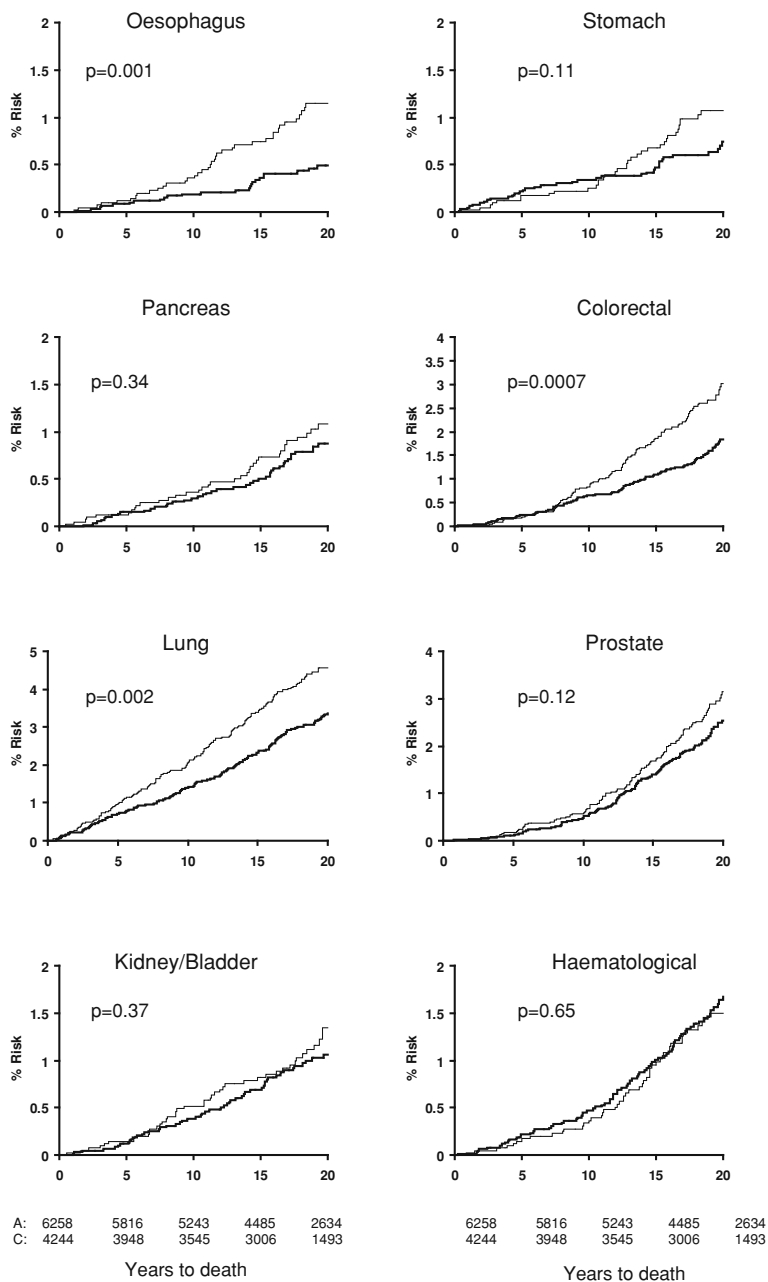 Oesophagus
2
1.5
1
0.5
0
% Risk
p=0.001
0 5 10 15 20
Stomach
2
1.5
1
0.5
0
% Risk
p=0.11
0 5 10 15 20
Pancreas
2
1.5
1
0.5
0
% Risk
p=0.34
0 5 10 15 20
Colorectal
4
3.5
3
2.5
2
1.5
1
0.5
0
% Risk
p=0.0007
0 5 10 15 20
Lung
5
4
3
2
1
0
% Risk
p=0.002
0 5 10 15 20
Prostate
4
3
2
1
0
% Risk
p=0.12
0 5 10 15 20
Kidney/Bladder
2
1.5
1
0.5
0
% Risk
p=0.37
0 5 10 15 20
Haematological
2
1.5
1
0.5
0
% Risk
p=0.65
0 5 10 15 20
A: 6258 5816 5243 4485 2634
C: 4244 3948 3545 3006 1493
Years to death
6258 5816 5243 4485 2634
4244 3948 3545 3006 1493
Years to death